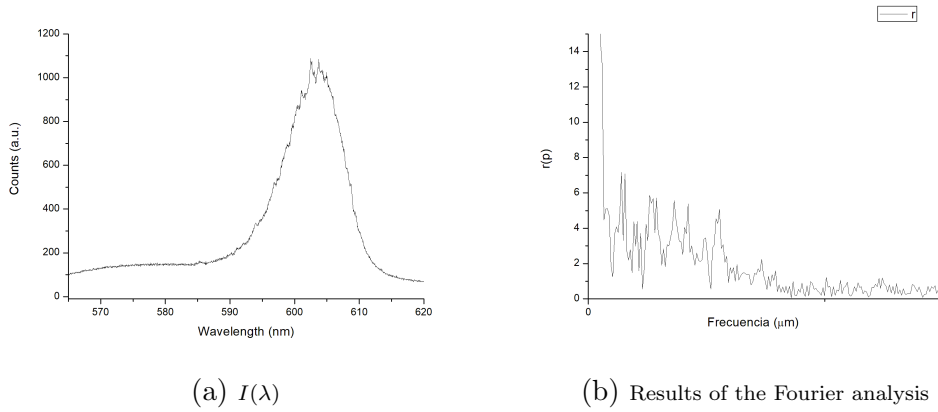 r
1200
1000
800
600
400
200
0
Counts (a.u.)
570 580 590 600 610 620
Wavelength (nm)
14
12
10
8
6
4
2
0
r(p)
0
Frecuencia (μm)
(a) I(λ)
(b) Results of the Fourier analysis